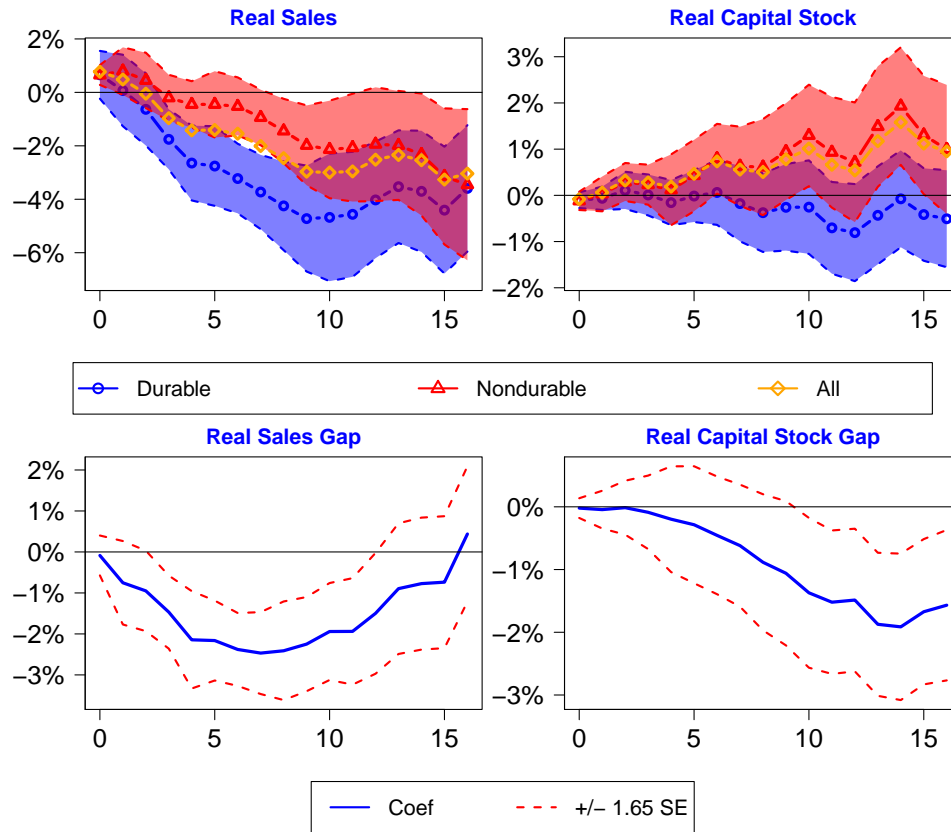 Real Sales
Real Capital Stock
2%
0%
−2%
−4%
−6%
0 5 10 15
3%
2%
1%
0%
−1%
−2%
0 5 10 15
Durable Nondurable All
Real Sales Gap
Real Capital Stock Gap
2%
1%
0%
−1%
−2%
−3%
0 5 10 15
0%
−1%
−2%
−3%
0 5 10 15
Coef +/− 1.65 SE